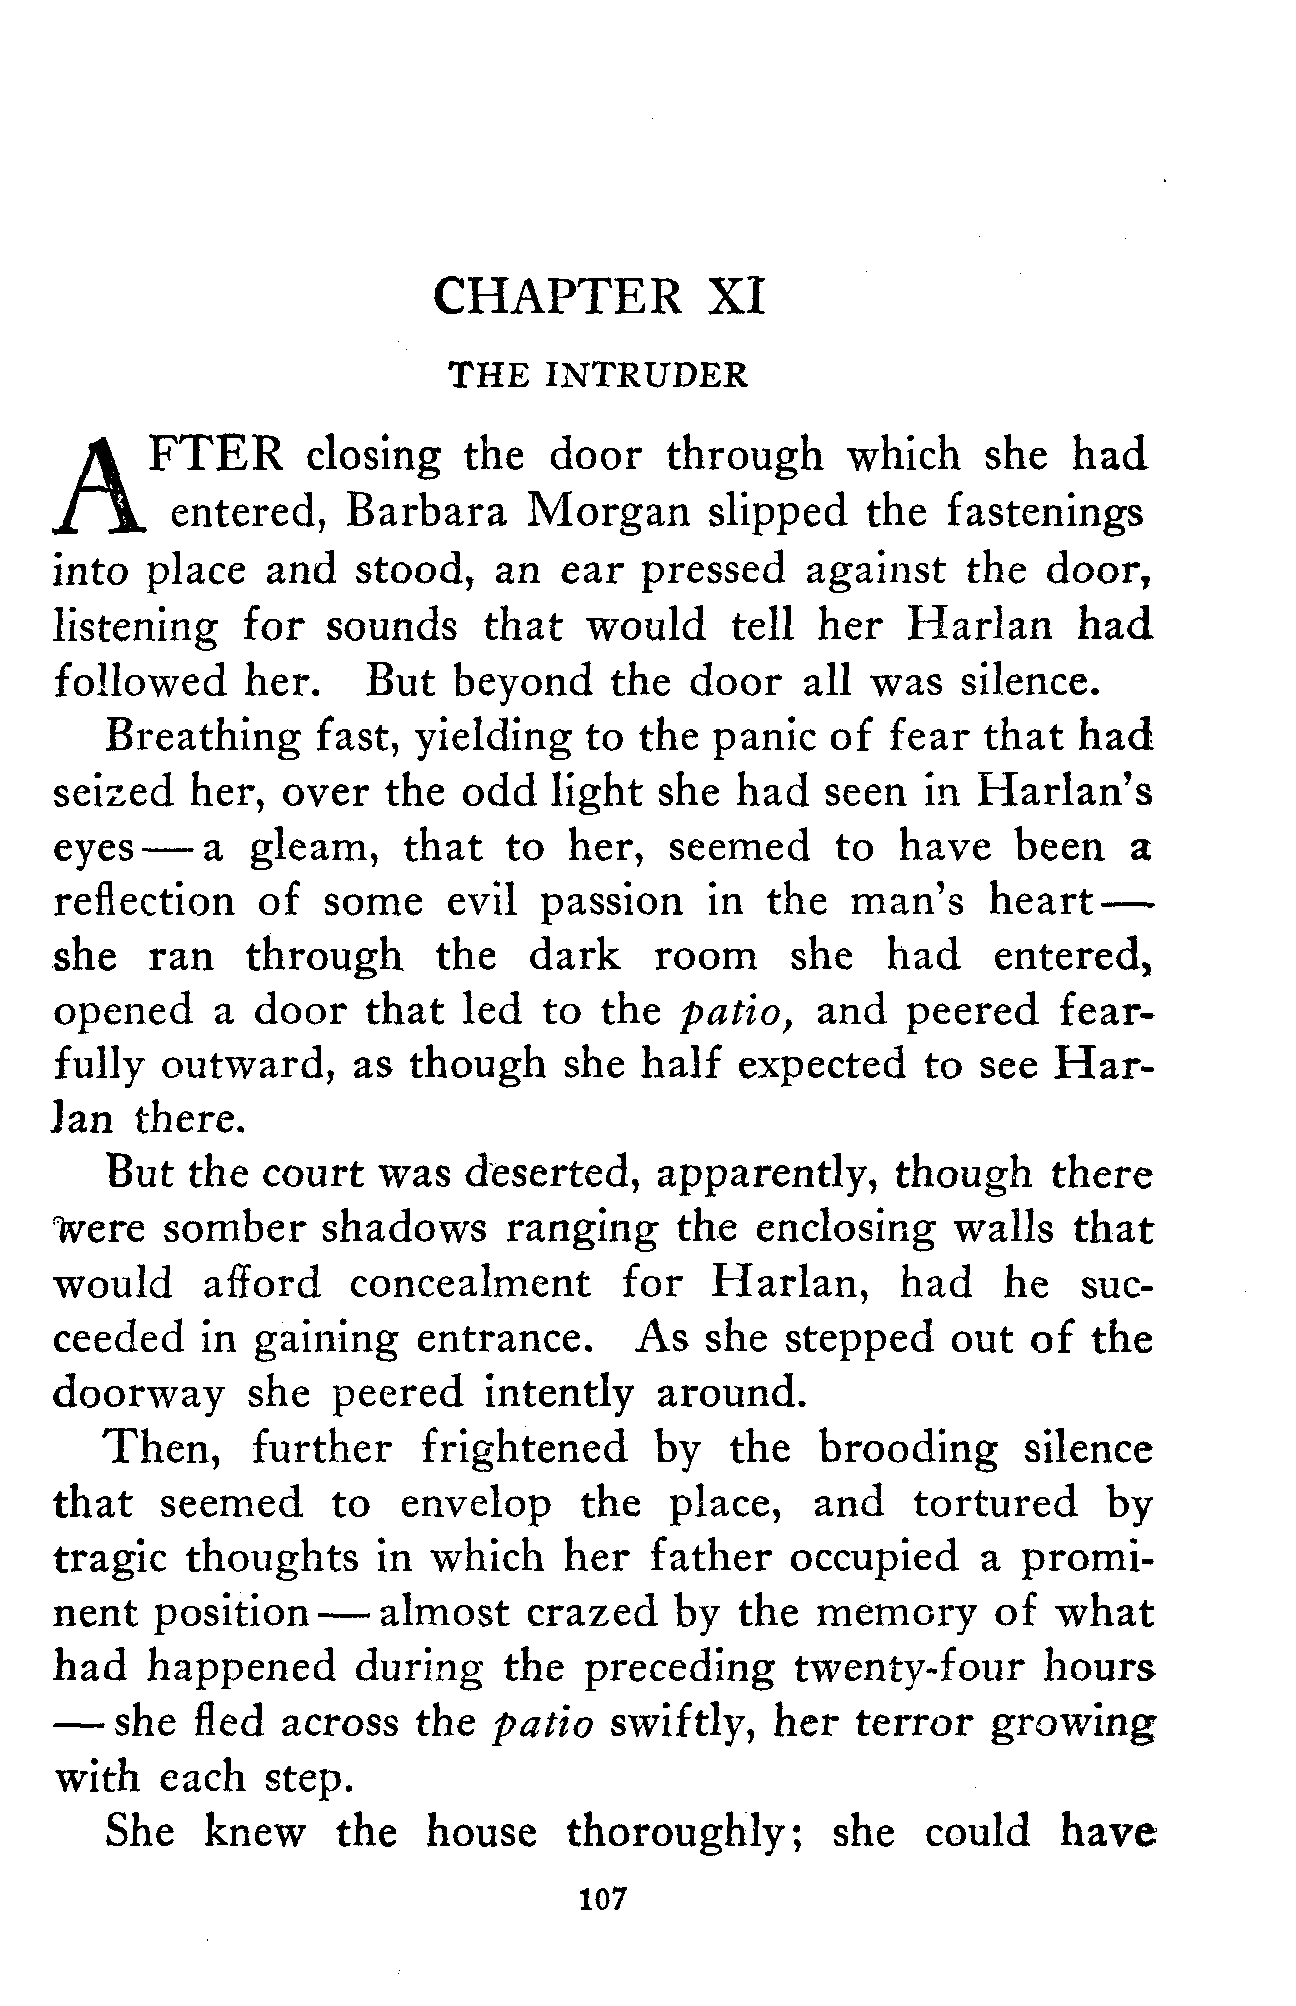 CHAPTER XI
THE INTRUDER
AFTER closing the door through which she had
entered, Barbara Morgan slipped the fastenings
into place and stood, an ear pressed against the door,
listening for sounds that would tell her Harlan had
followed her. But beyond the door all was silence.
Breathing fast, yielding to the panic of fear that had
seized her, over the odd light she had seen in Harlan's
eyes—a gleam, that to her, seemed to have been a
reflection of some evil passion in the man's heart—
she ran through the dark room she had entered,
opened a door that led to the patio, and peered fear-
fully outward, as though she half expected to see Har-
lan there.
But the court was deserted, apparently, though there
were somber shadows ranging the enclosing walls that
would afford concealment for Harlan, had he suc-
ceeded in gaining entrance. As she stepped out of the
doorway she peered intently around.
Then, further frightened by the brooding silence
that seemed to envelop the place, and tortured by
tragic thoughts in which her father occupied a promi-
nent position—almost crazed by the memory of what
had happened during the preceding twenty-four hours
—she fled across the patio swiftly, her terror growing
with each step.
She knew the house thoroughly; she could have
107